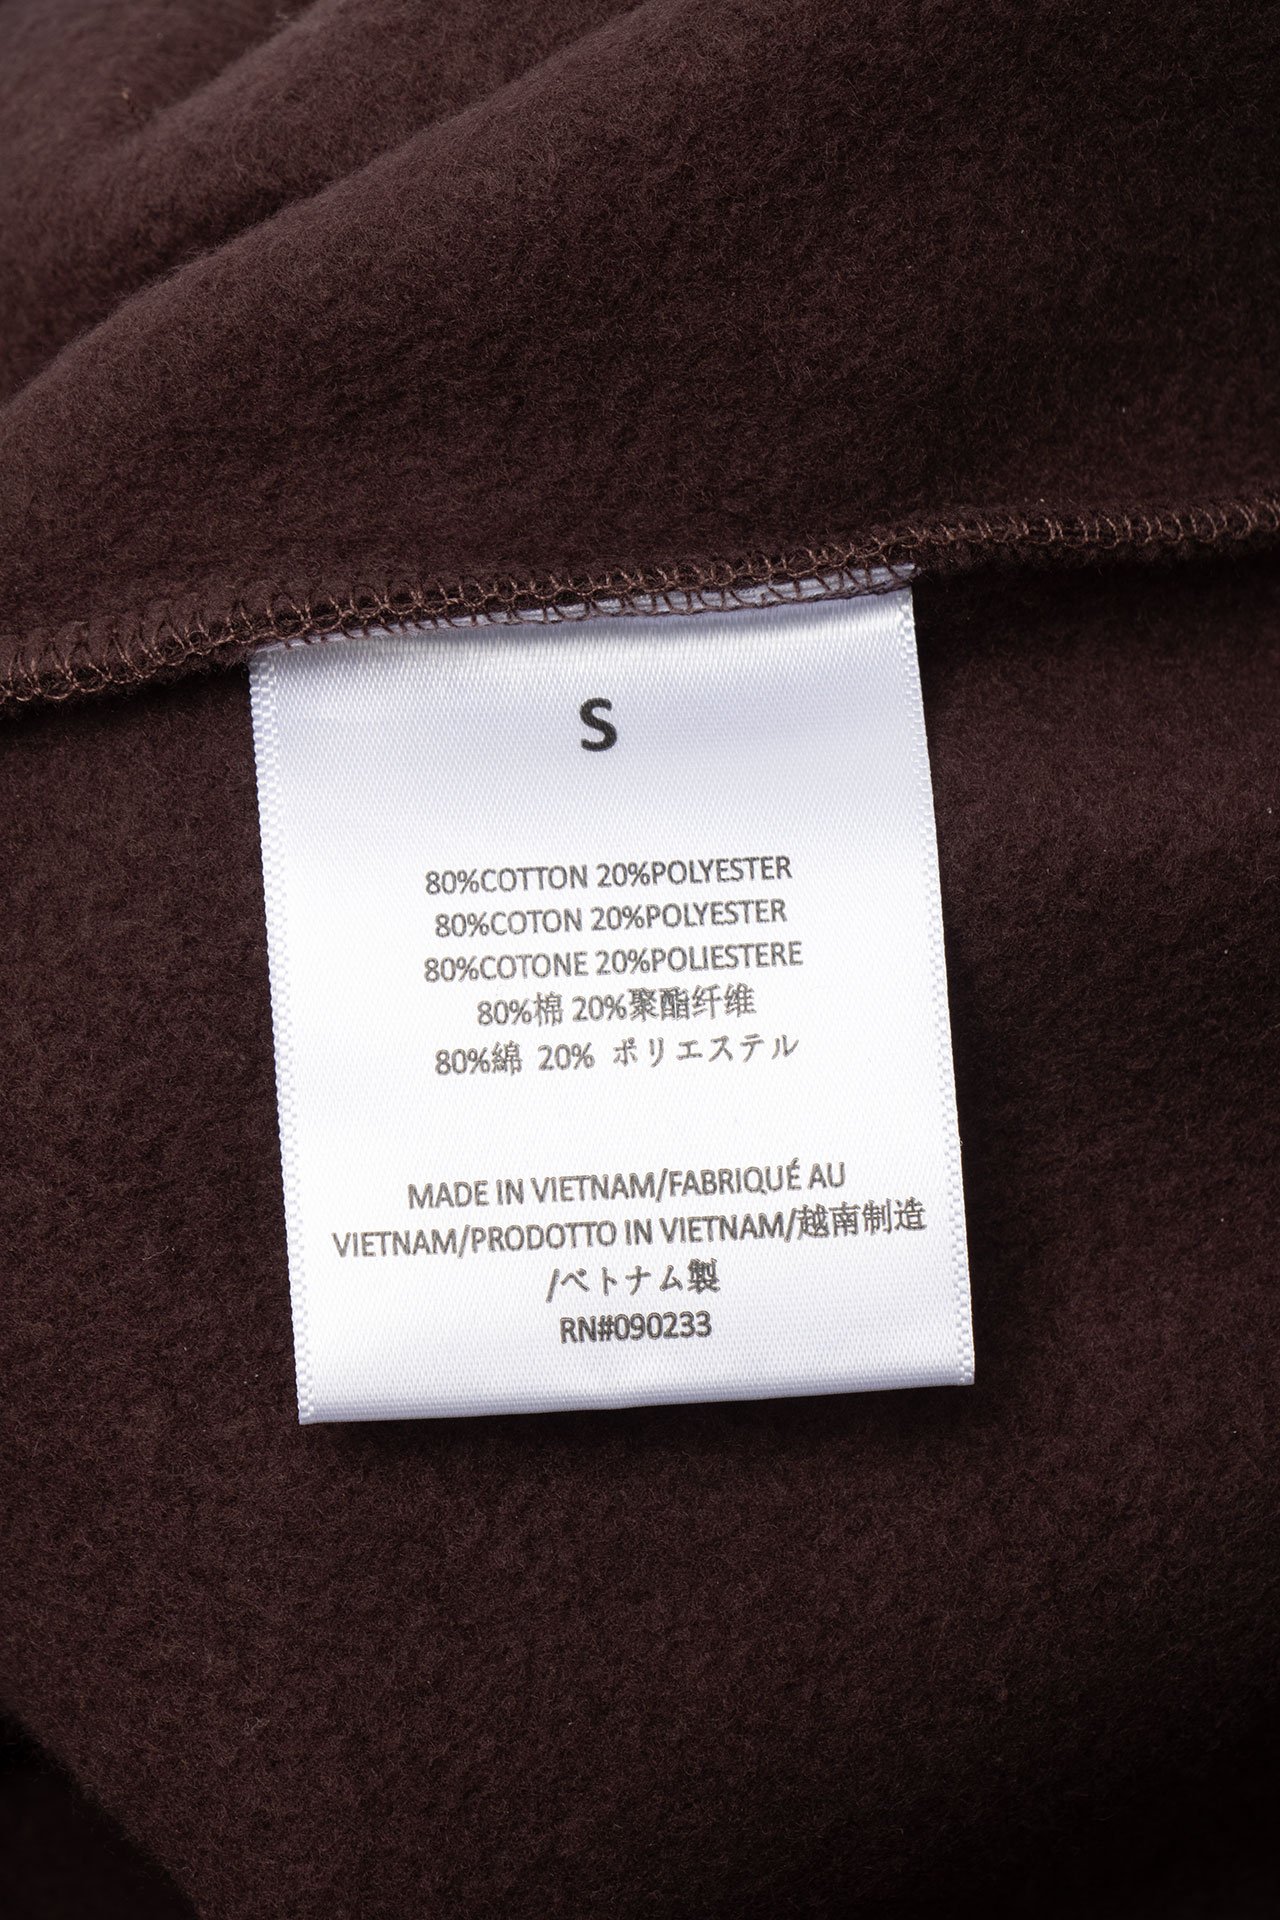 S
80%COTTON 20%POLYESTER
80%COTON 20%POLYESTER
80%COTONE 20%POLIESTERE
80%棉 20%聚酯纤维
80%綿 20% ポリエステル
MADE IN VIETNAM/FABRIQUÉ AU
VIETNAM/PRODOTTO IN VIETNAM/越南制造
/ベトナム製
RN#090233